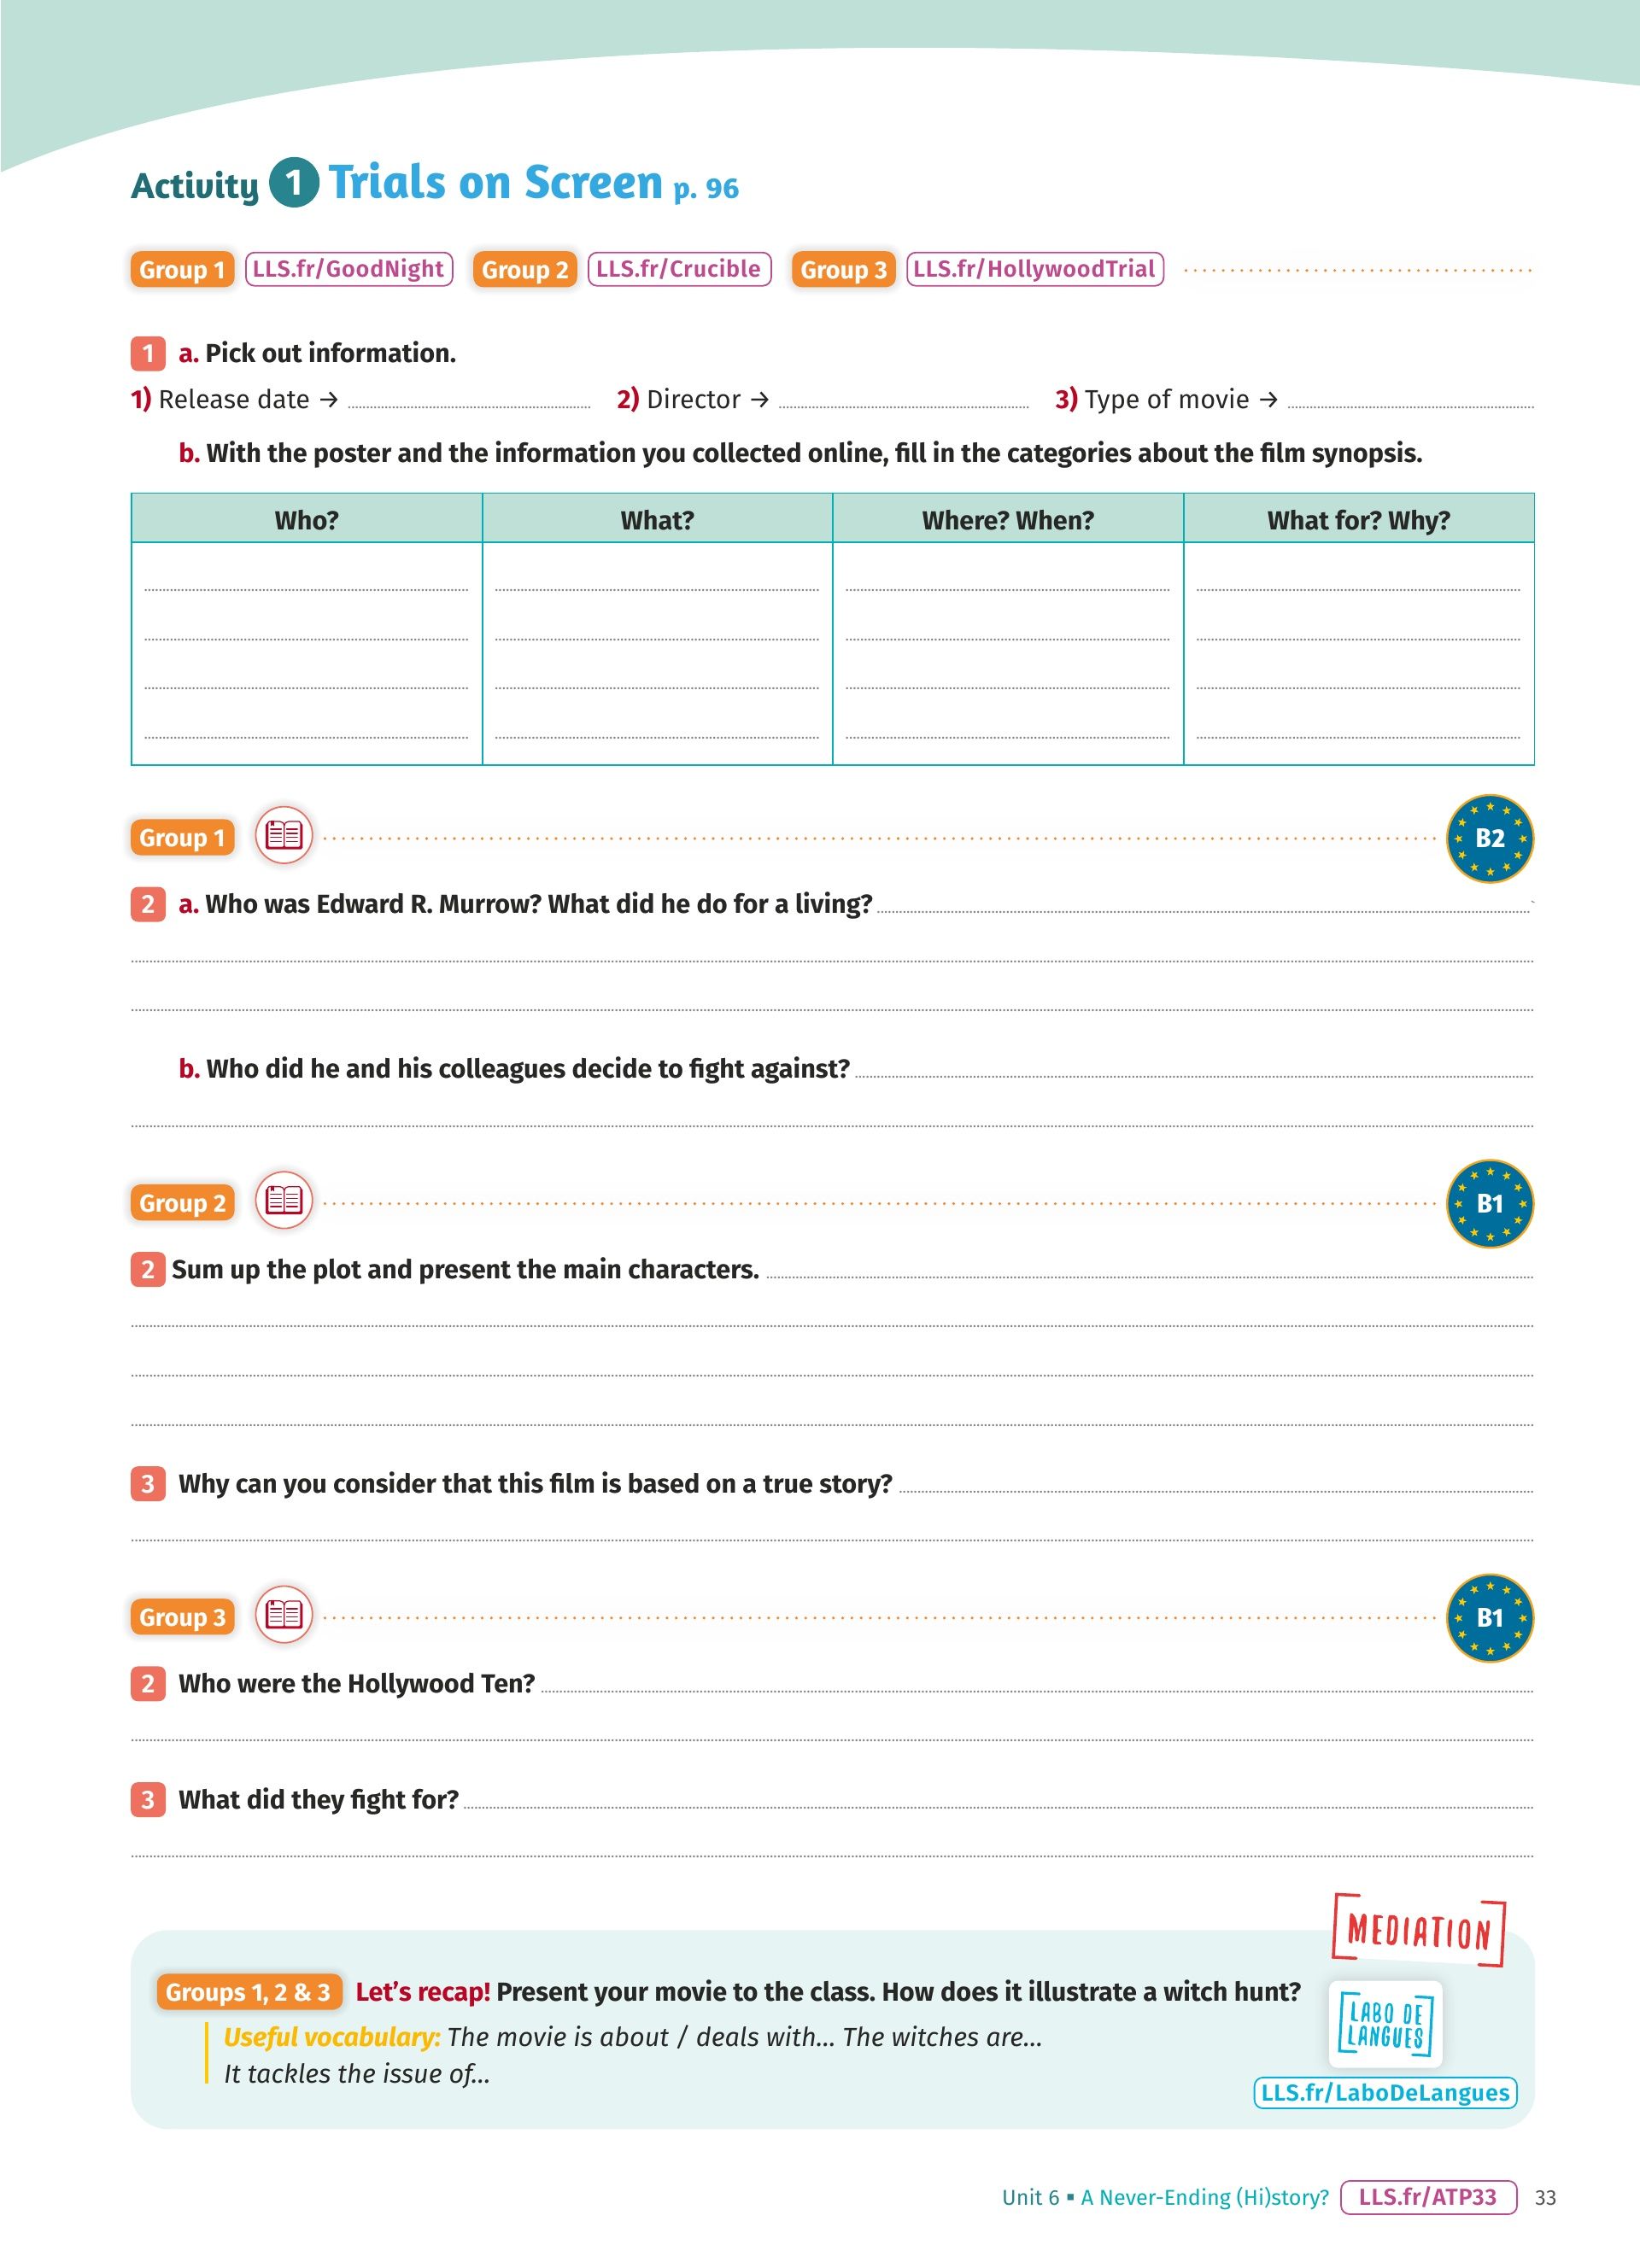 Activity 1 Trials on Screen p. 96
Group 1 LLS.fr/GoodNight Group 2 LLS.fr/Crucible Group 3 LLS.fr/HollywoodTrial
1 a. Pick out information.
1) Release date → 2) Director → 3) Type of movie →
b. With the poster and the information you collected online, fill in the categories about the film synopsis.
Who? What? Where? When? What for? Why?
Group 1 B2
2 a. Who was Edward R. Murrow? What did he do for a living?
b. Who did he and his colleagues decide to fight against?
Group 2 B1
2 Sum up the plot and present the main characters.
3 Why can you consider that this film is based on a true story?
Group 3 B1
2 Who were the Hollywood Ten?
3 What did they fight for?
MEDIATION
Groups 1, 2 & 3 Let's recap! Present your movie to the class. How does it illustrate a witch hunt?
Useful vocabulary: The movie is about / deals with... The witches are...
It tackles the issue of...
LABO DE
LANGUES
LLS.fr/LaboDeLangues
Unit 6 ▪ A Never-Ending (Hi)story? LLS.fr/ATP33 33